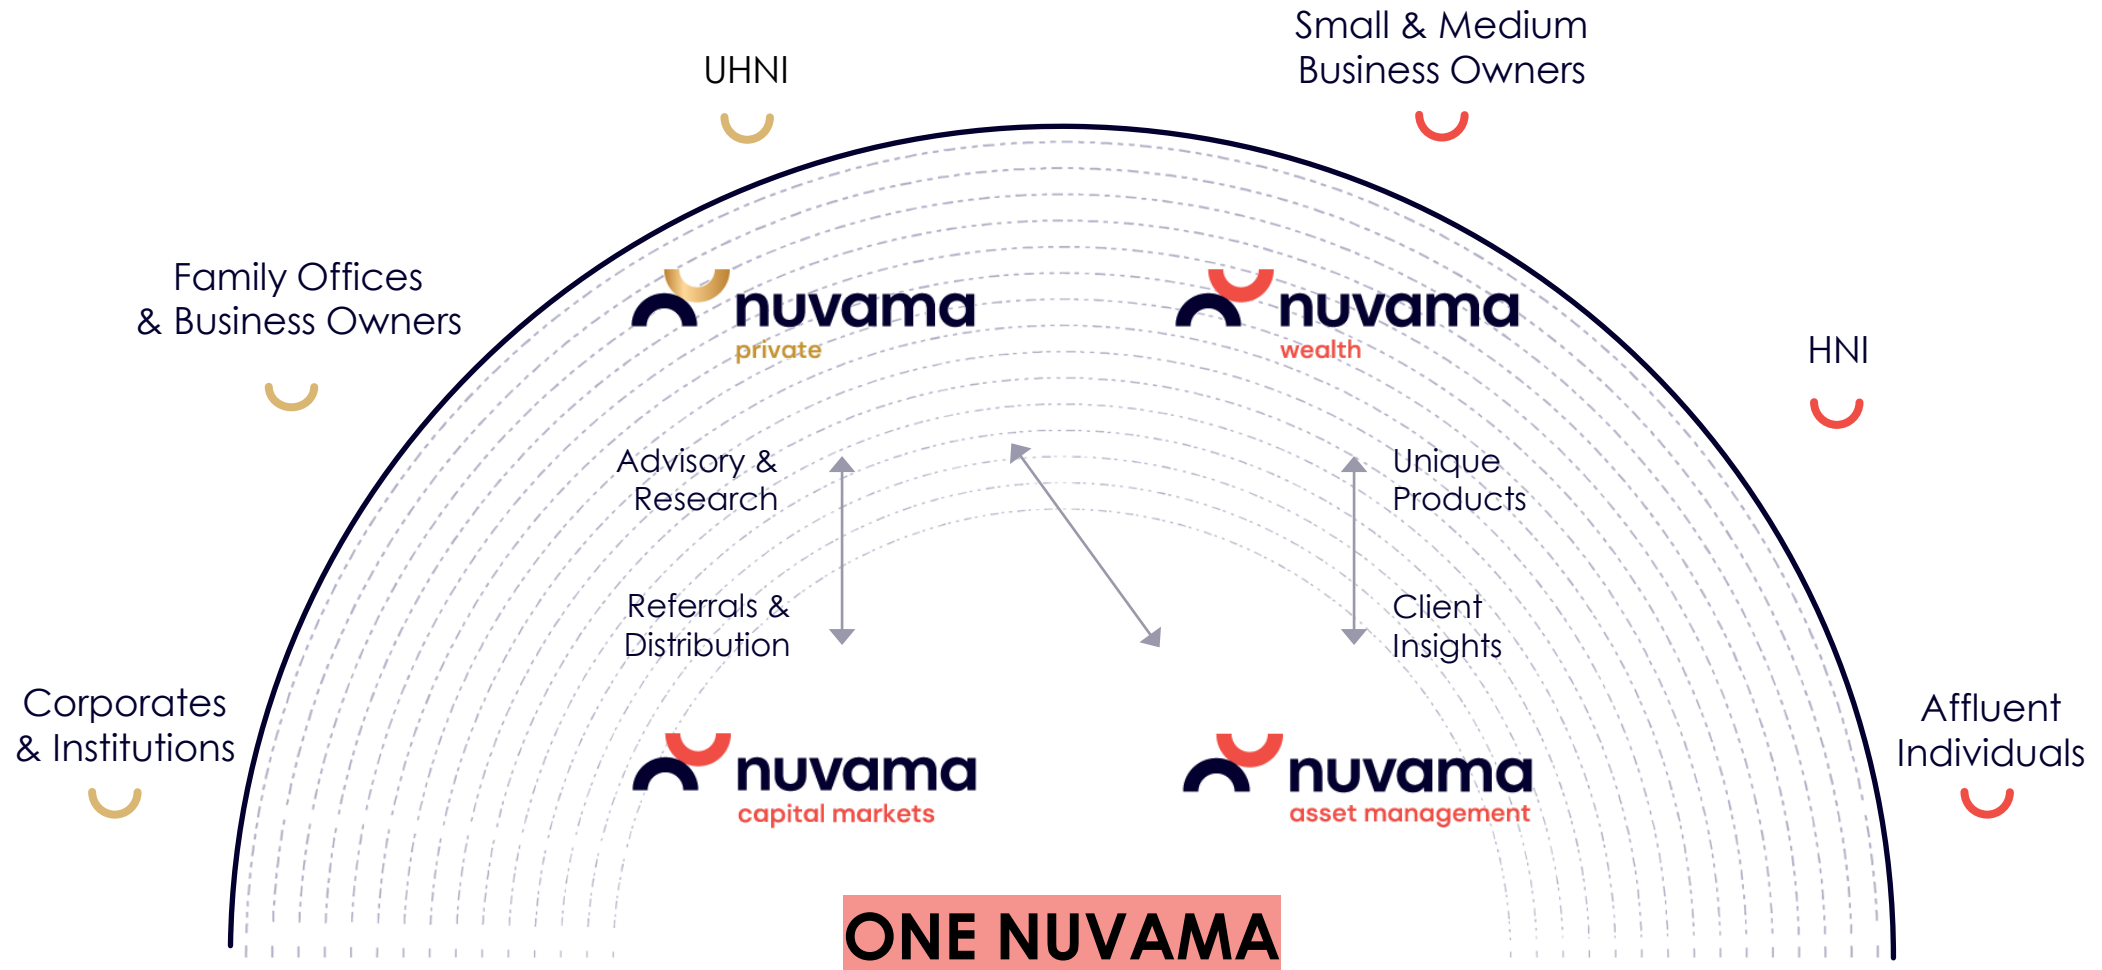 Small & Medium
Business Owners
UHNI
Family Offices
& Business Owners
nuvama
private
nuvama
wealth
HNI
Advisory &
Research
Unique
Products
Referrals &
Distribution
Client
Insights
Corporates
& Institutions
Affluent
Individuals
nuvama
capital markets
nuvama
asset management
ONE NUVAMA